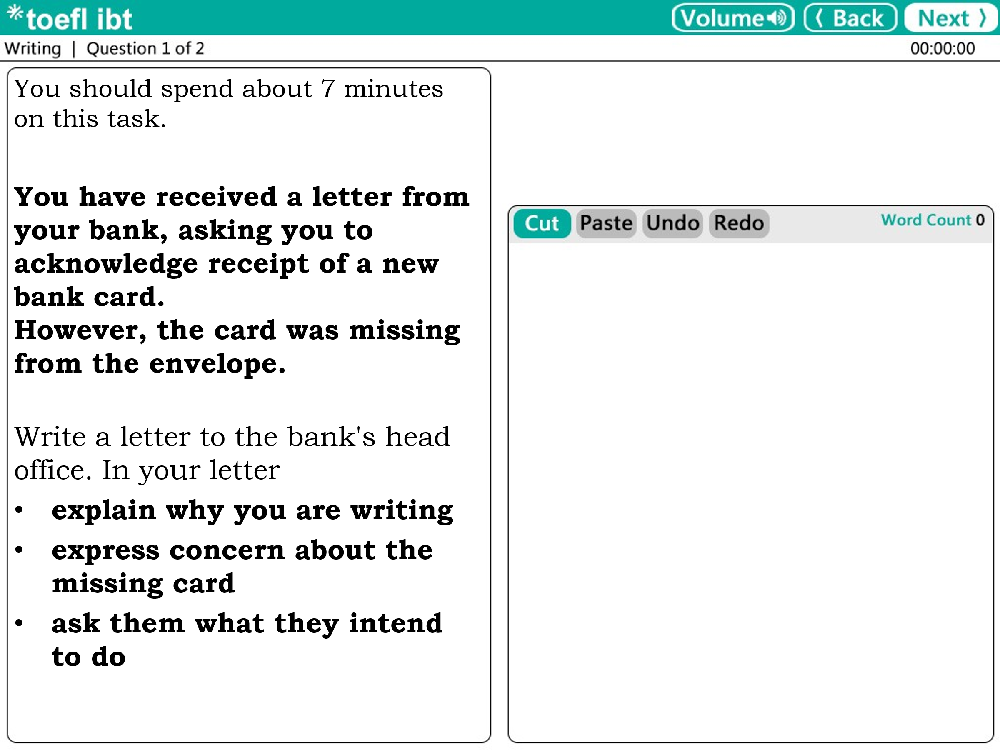 *toefl ibt
Volume
Back
Next
Writing | Question 1 of 2
00:00:00
You should spend about 7 minutes
on this task.
You have received a letter from
your bank, asking you to
acknowledge receipt of a new
bank card.
However, the card was missing
from the envelope.
Write a letter to the bank's head
office. In your letter
• explain why you are writing
• express concern about the
missing card
• ask them what they intend
to do
Cut
Paste
Undo
Redo
Word Count 0